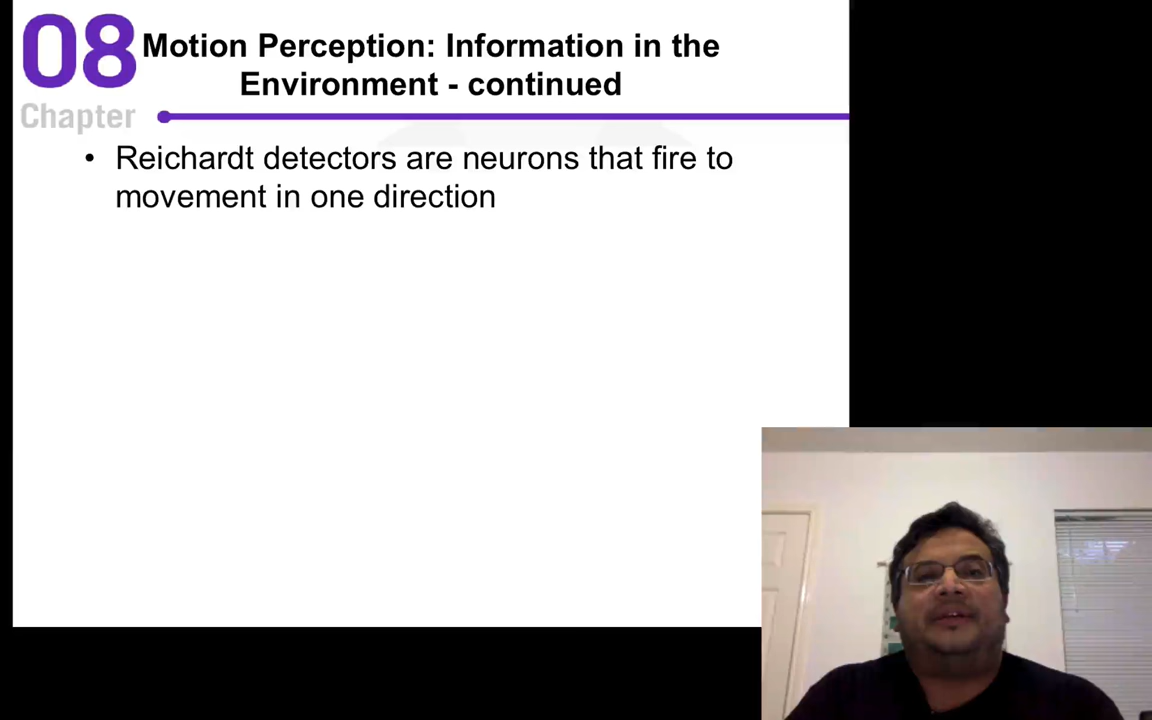 08
Chapter
Motion Perception: Information in the
Environment - continued
• Reichardt detectors are neurons that fire to
movement in one direction